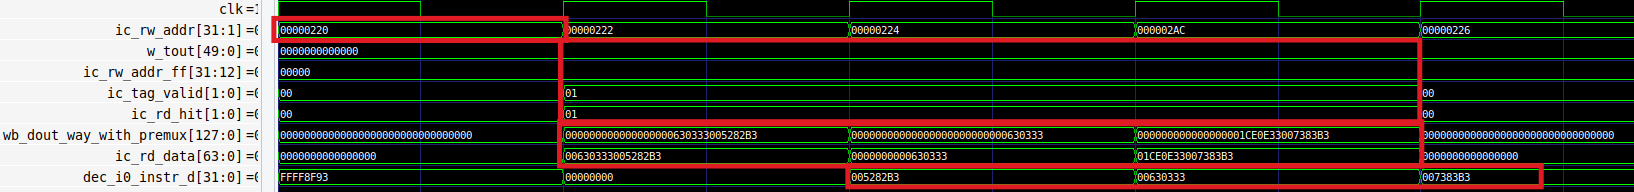 clk =1
ic_rw_addr[31:1] =0 00000220 00000222 00000224 000002AC 00000226
w_tout[49:0] =0 0000000000000
ic_rw_addr_ff[31:12] =0 00000
ic_tag_valid[1:0] =0 00 01 00
ic_rd_hit[1:0] =0 00 01 00
wb_dout_way_with_premux[127:0] =0 00000000000000000000000000000000 00000000000000000000630333005282B3 00000000000000000000000000630333 000000000000000001CE0E33007383B3 00000000000000000000000000000000
ic_rd_data[63:0] =0 0000000000000000 00630333005282B3 0000000000630333 01CE0E33007383B3 0000000000000000
dec_i0_instr_d[31:0] =0 FFFF8F93 00000000 005282B3 00630333 007383B3